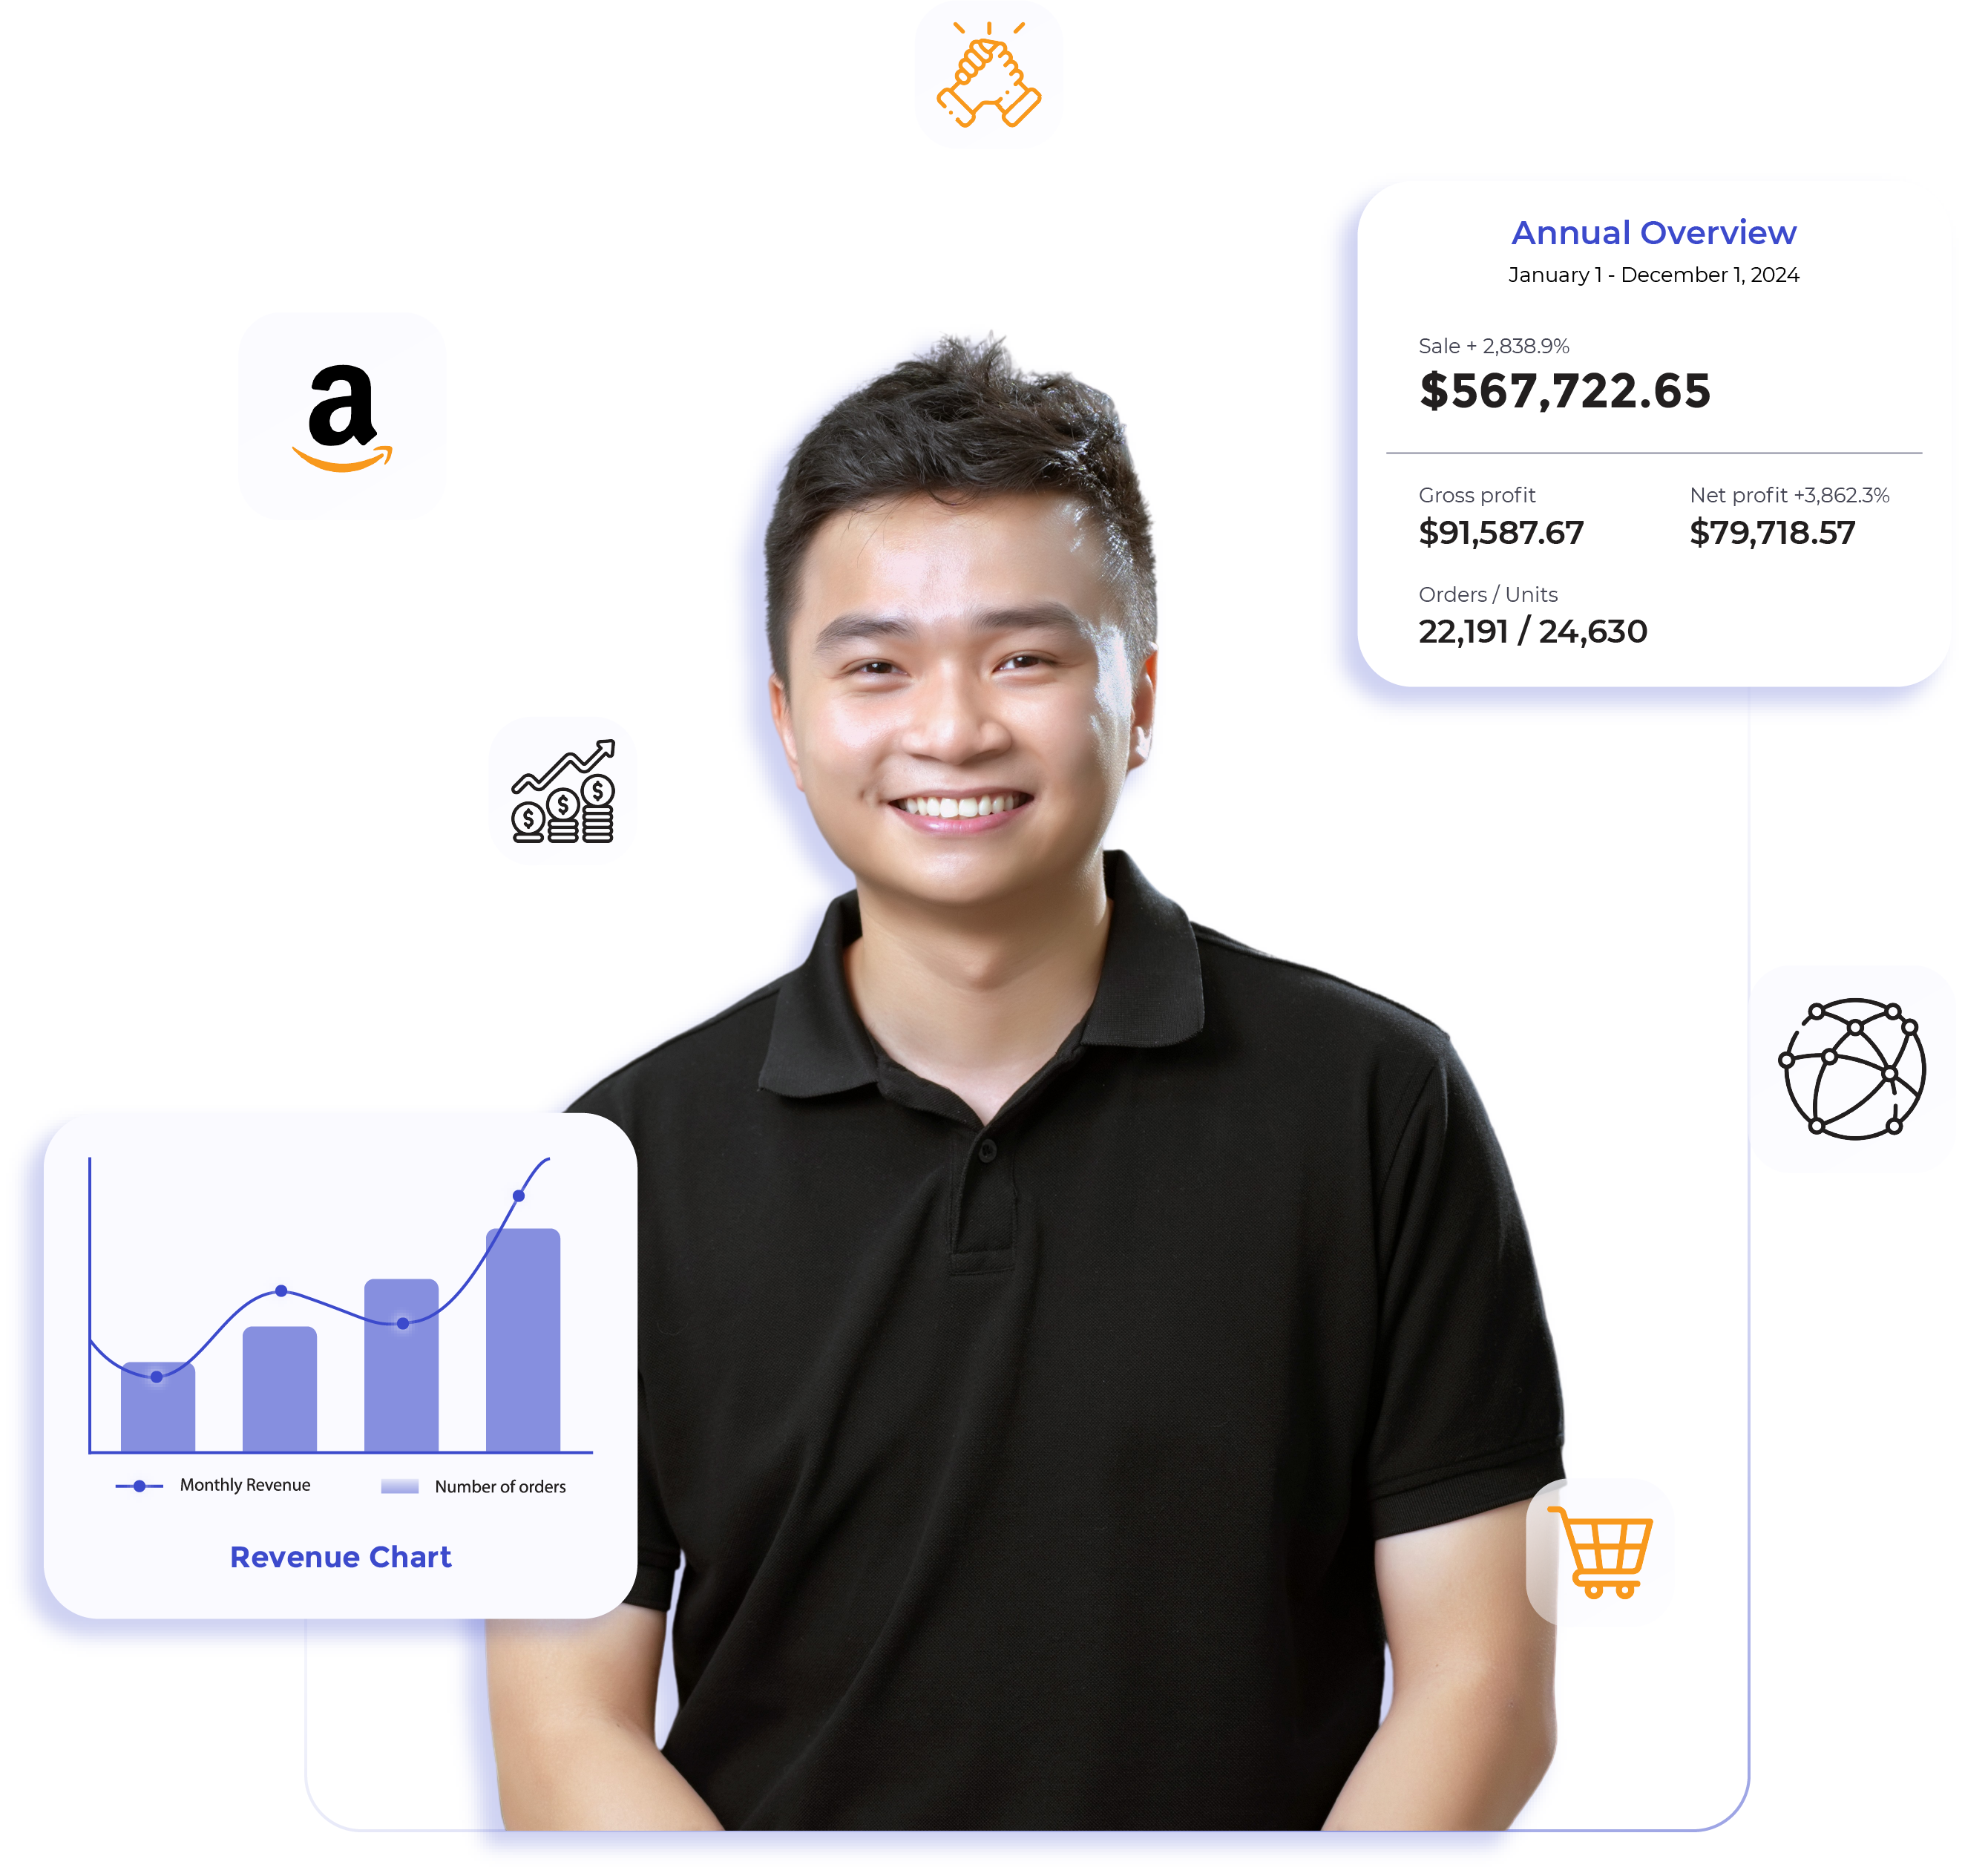 Annual Overview
January 1 - December 1, 2024
Sale + 2,838.9%
$567,722.65
Gross profit
$91,587.67
Net profit +3,862.3%
$79,718.57
Orders / Units
22,191 / 24,630
a
$ $ $
Monthly Revenue
Number of orders
Revenue Chart